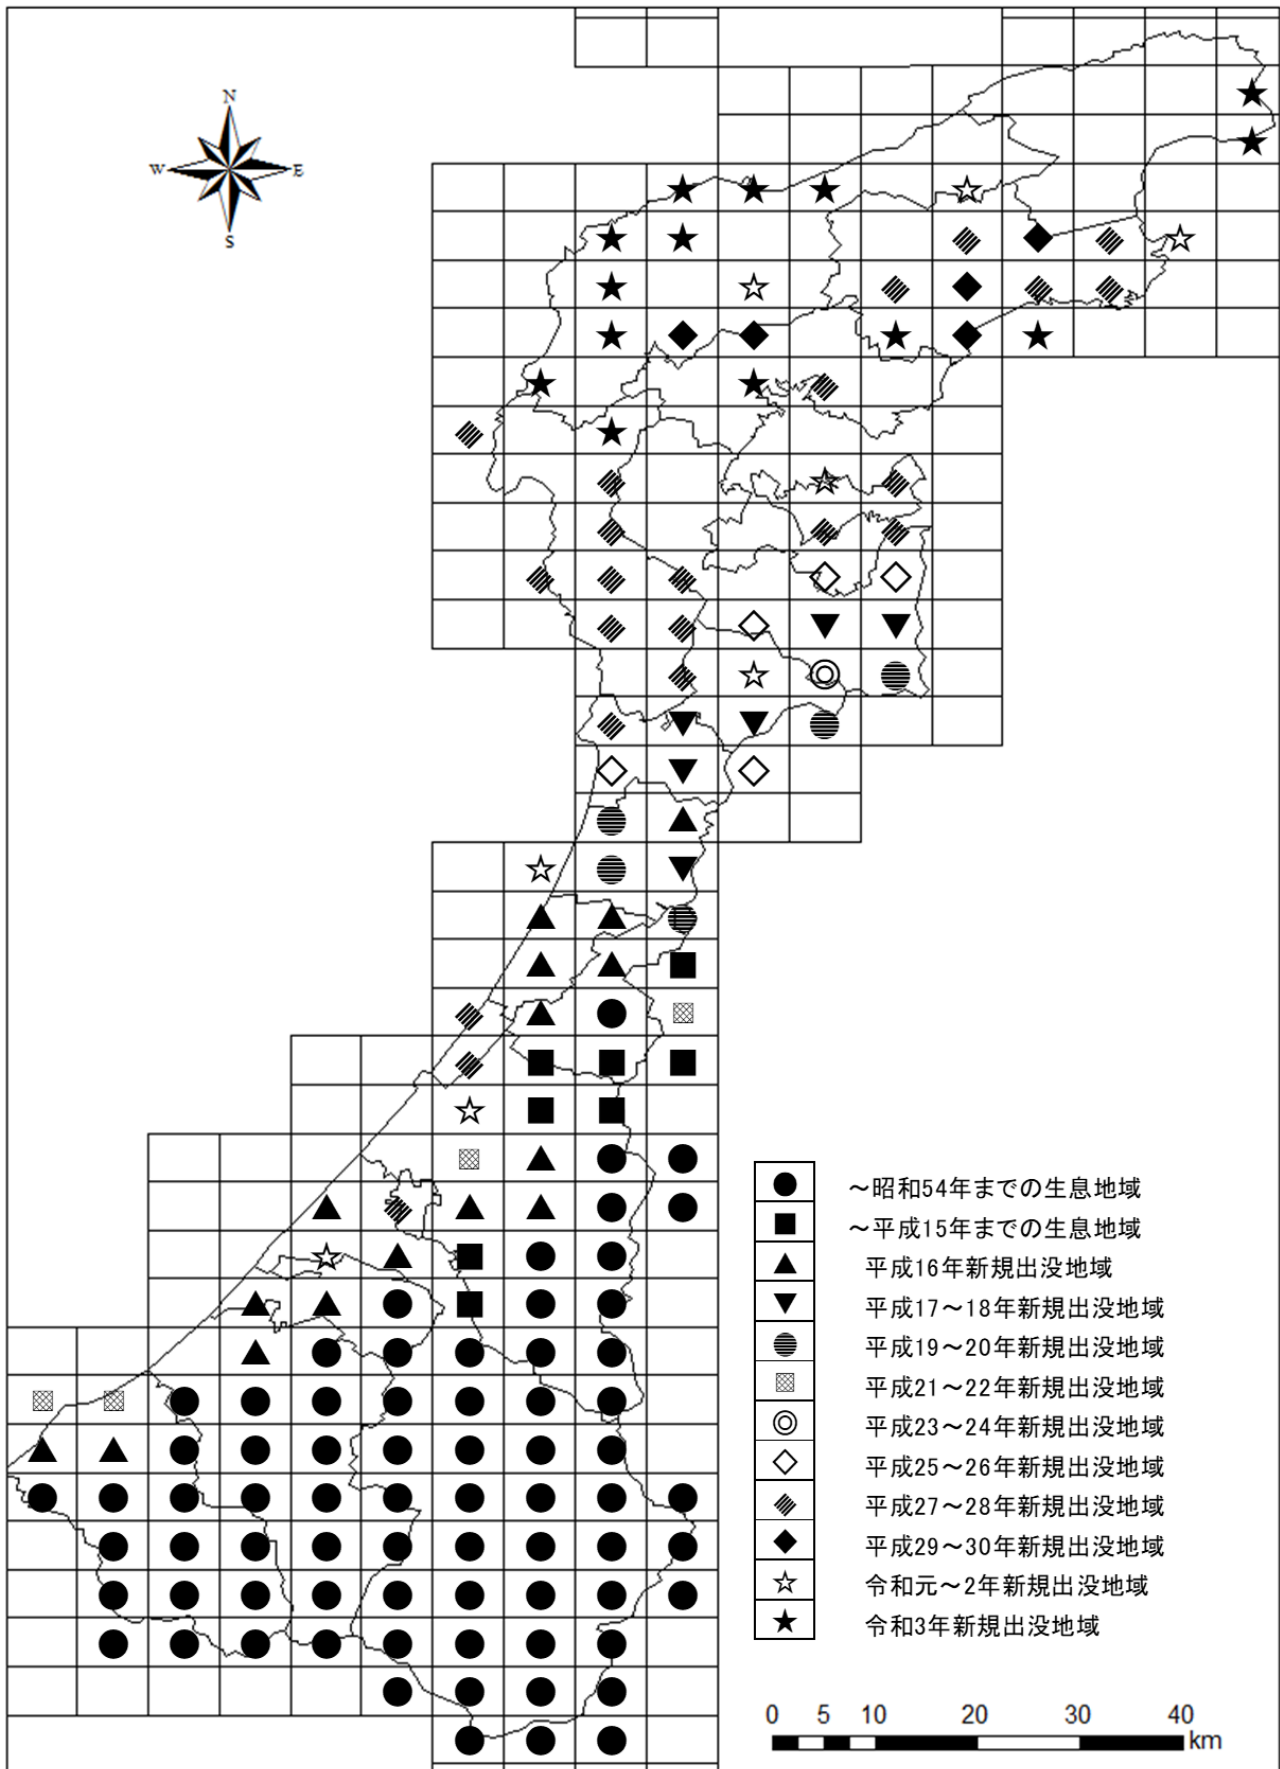 N
W E
S
～昭和54年までの生息地域
～平成15年までの生息地域
平成16年新規出没地域
平成17～18年新規出没地域
平成19～20年新規出没地域
平成21～22年新規出没地域
平成23～24年新規出没地域
平成25～26年新規出没地域
平成27～28年新規出没地域
平成29～30年新規出没地域
令和元～2年新規出没地域
令和3年新規出没地域
0 5 10 20 30 40
km